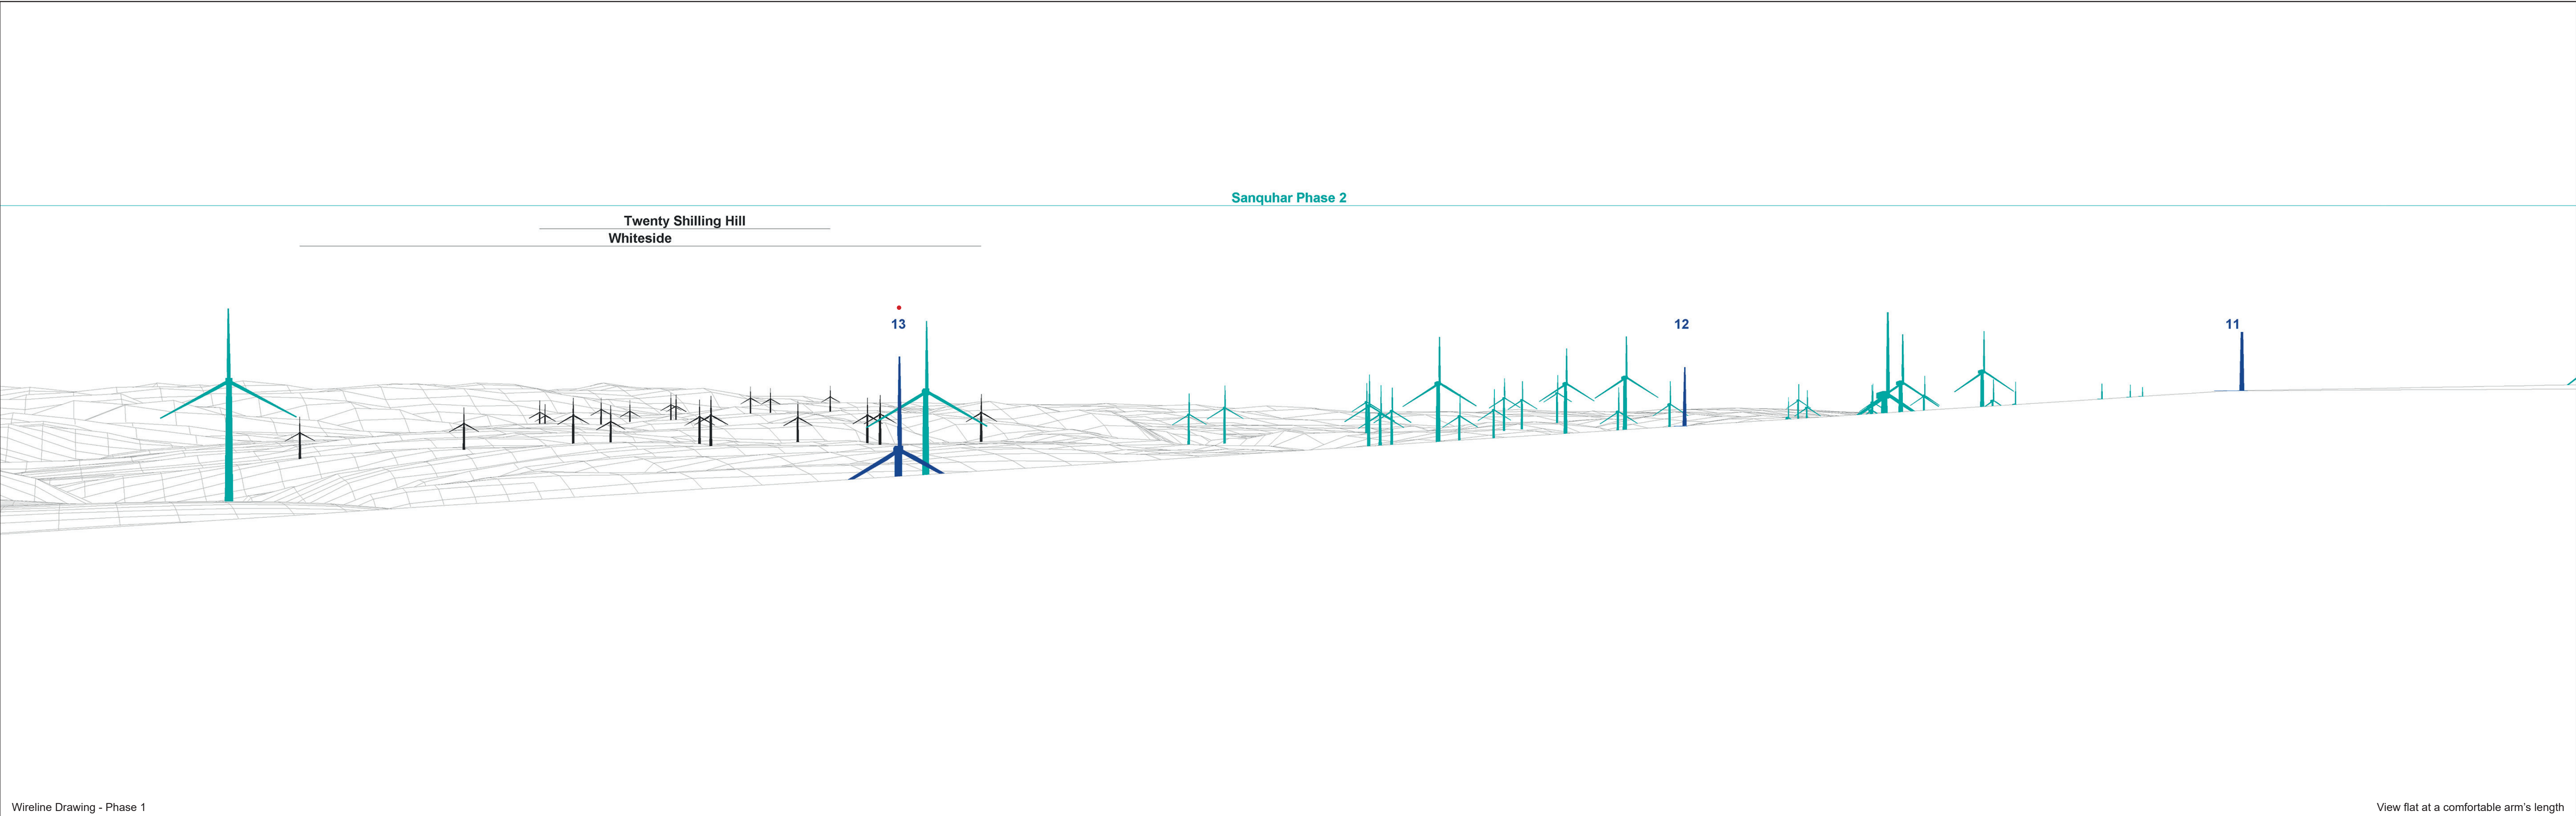 Sanquhar Phase 2
Twenty Shilling Hill
Whiteside
13
12
11
Wireline Drawing - Phase 1
View flat at a comfortable arm's length